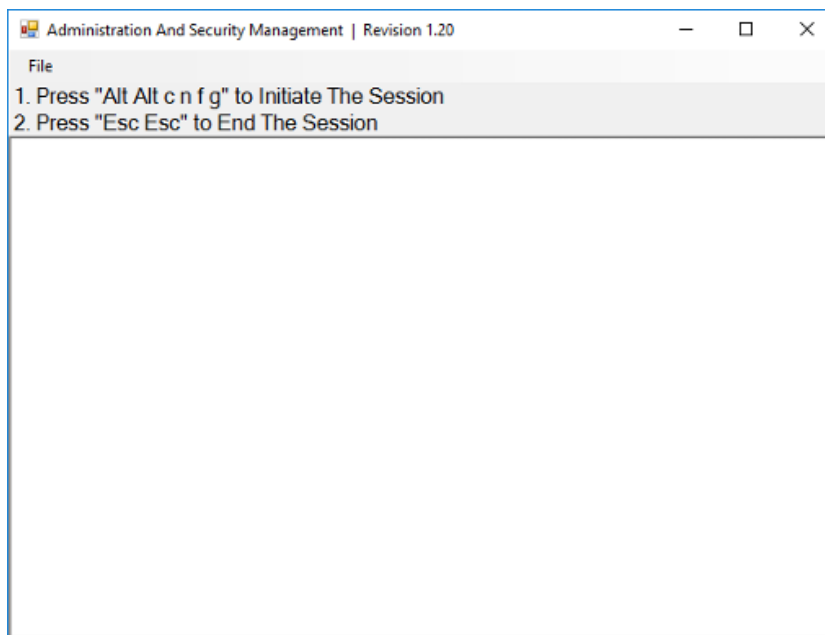 Administration And Security Management | Revision 1.20
File
1. Press "Alt Alt c n f g" to Initiate The Session
2. Press "Esc Esc" to End The Session